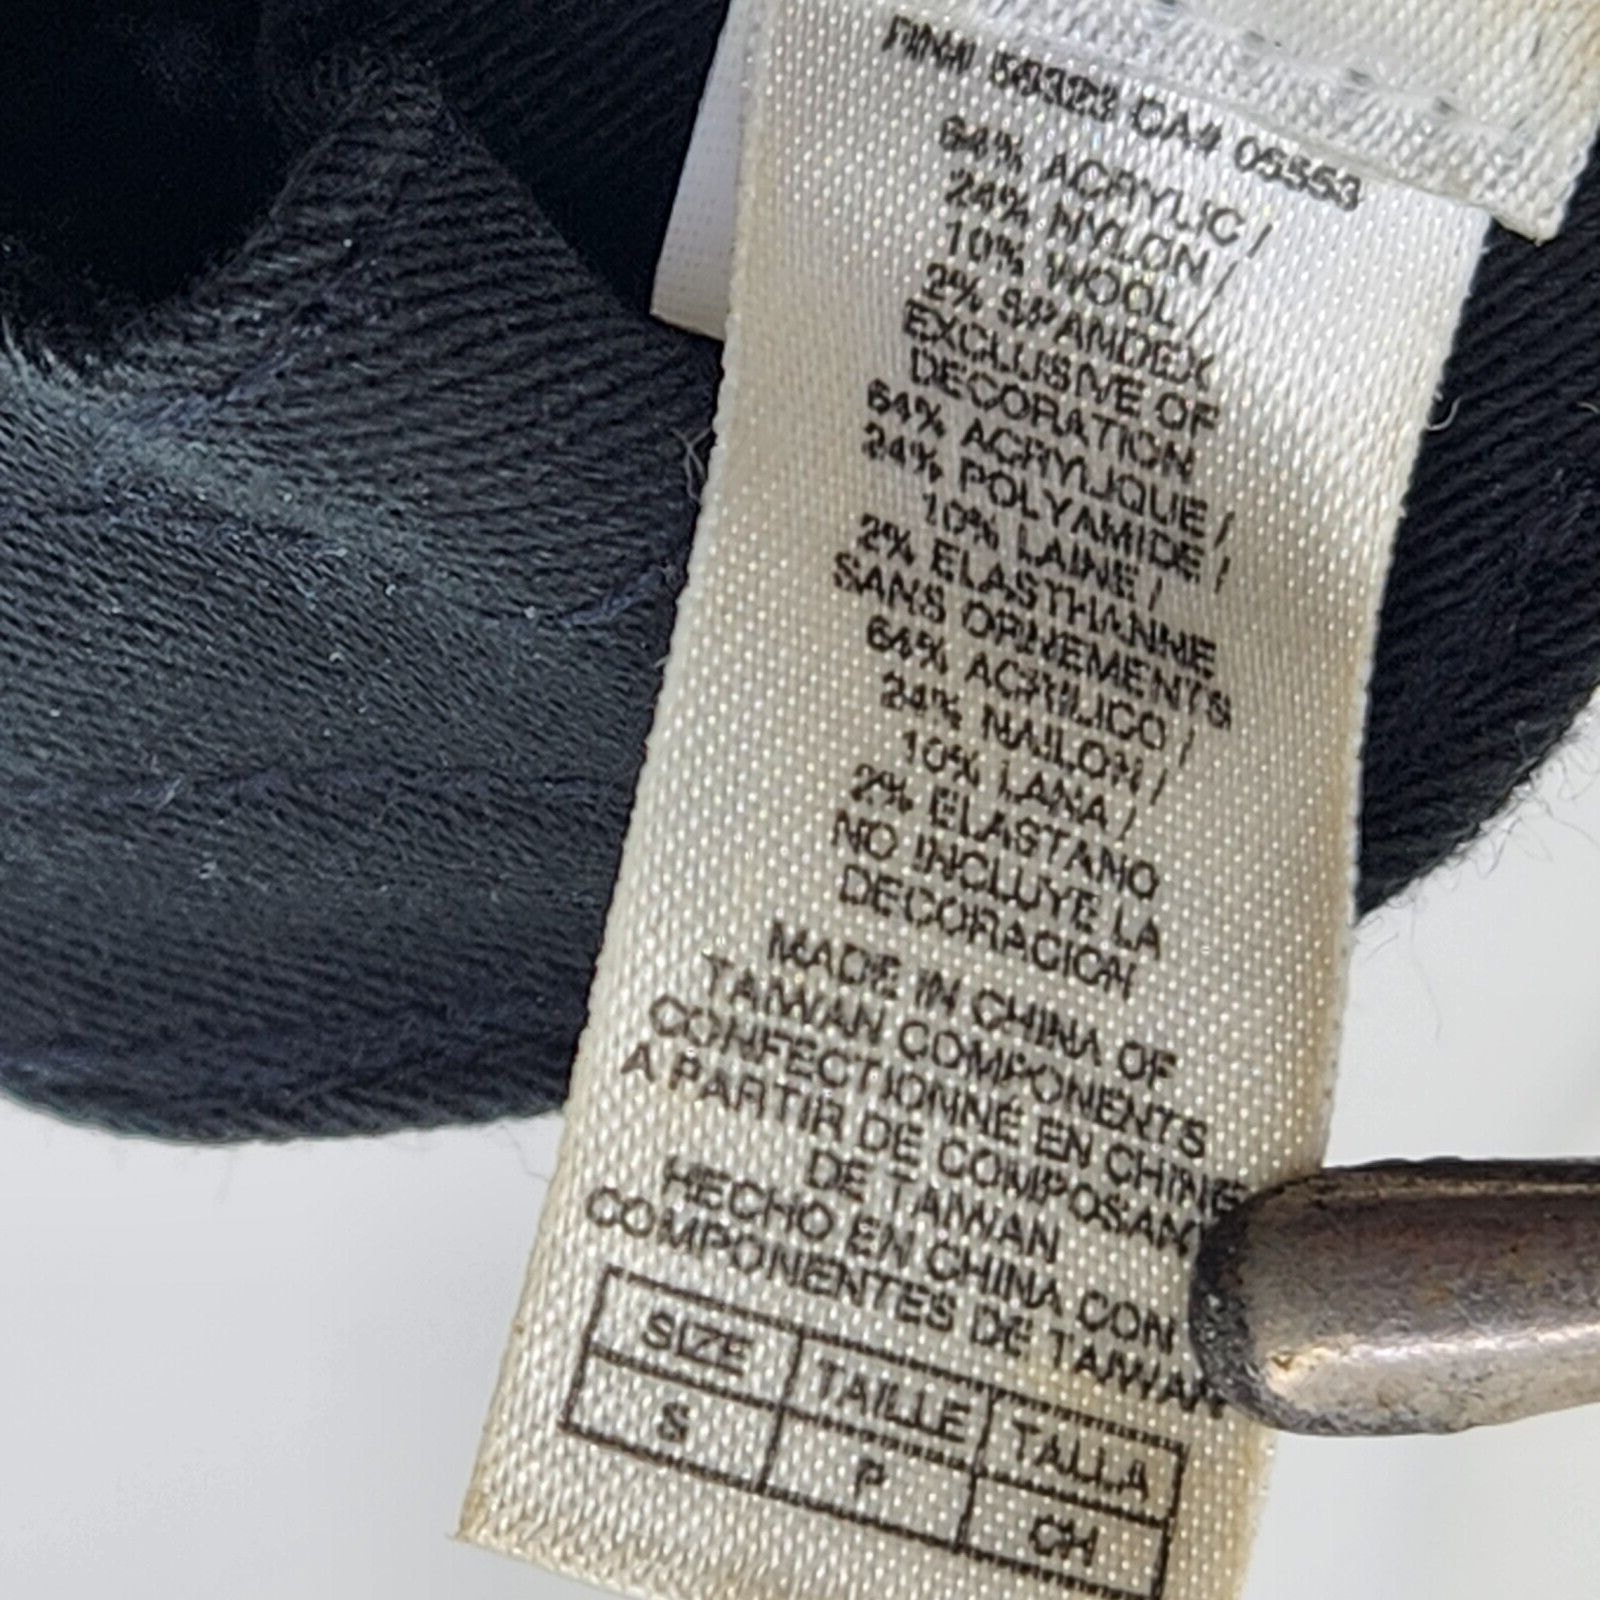 RN# 56323 CA# 05553
64% ACRYLIC /
24% NYLON /
10% WOOL /
2% SPANDEX
EXCLUSIVE OF
DECORATION
64% ACRYLIQUE /
24% POLYAMIDE /
10% LAINE /
2% ELASTHANNE
SANS ORNEMENTS
64% ACRILICO /
24% NAILON /
10% LANA /
2% ELASTANO
NO INCLUYE LA
DECORACION
MADE IN CHINA OF
TAIWAN COMPONENTS
CONFECTIONNÉ EN CHINE
A PARTIR DE COMPOSANT
DE TAIWAN
HECHO EN CHINA CON
COMPONENTES DE TAIWAN
SIZE TAILLE TALLA
S P CH